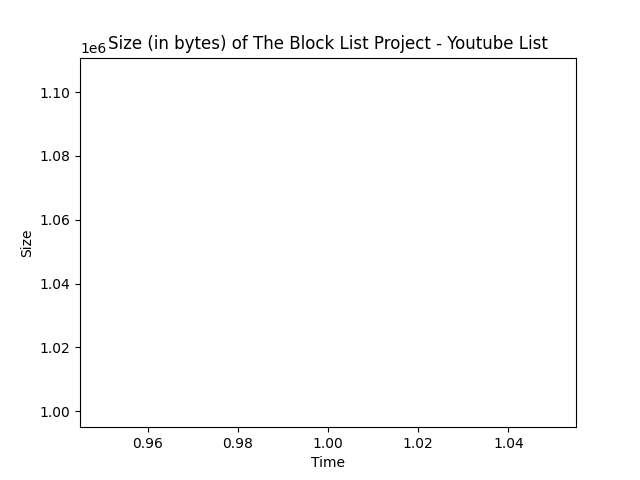 Size (in bytes) of The Block List Project - Youtube List
1e6
1.10
1.08
1.06
1.04
1.02
1.00
Size
0.96 0.98 1.00 1.02 1.04
Time